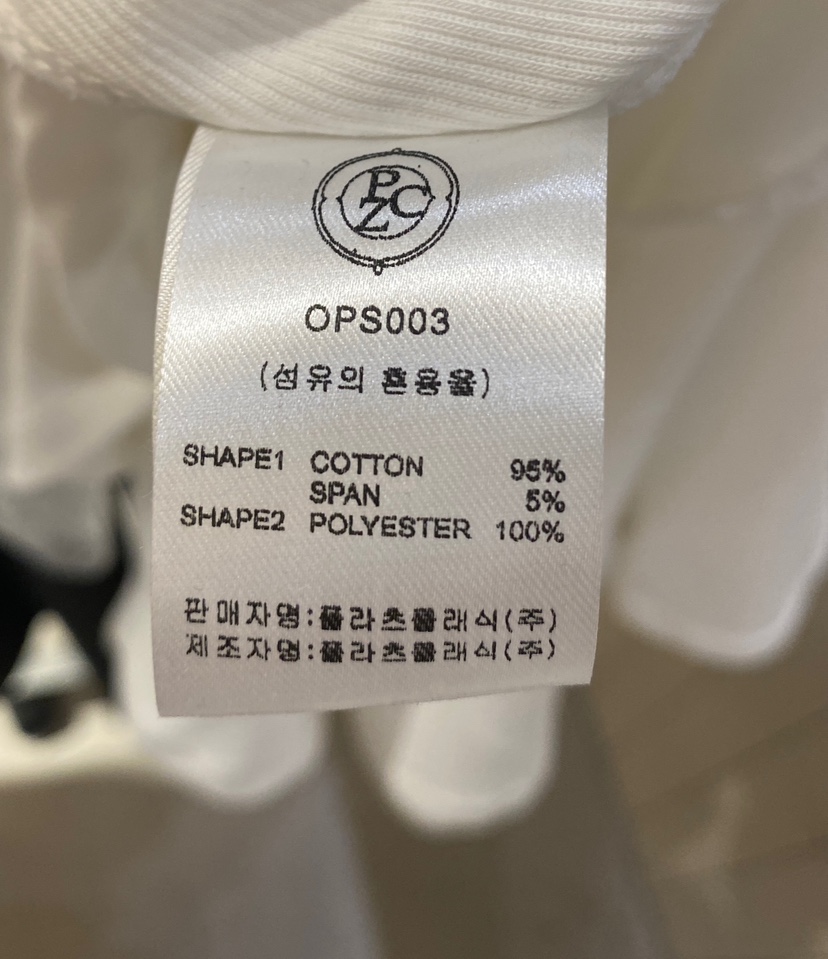 PCZ
OPS003
(섬유의 혼용율)
SHAPE1 COTTON 95%
SPAN 5%
SHAPE2 POLYESTER 100%
판매자명:플라츠클래식(주)
제조자명:플라츠클래식(주)